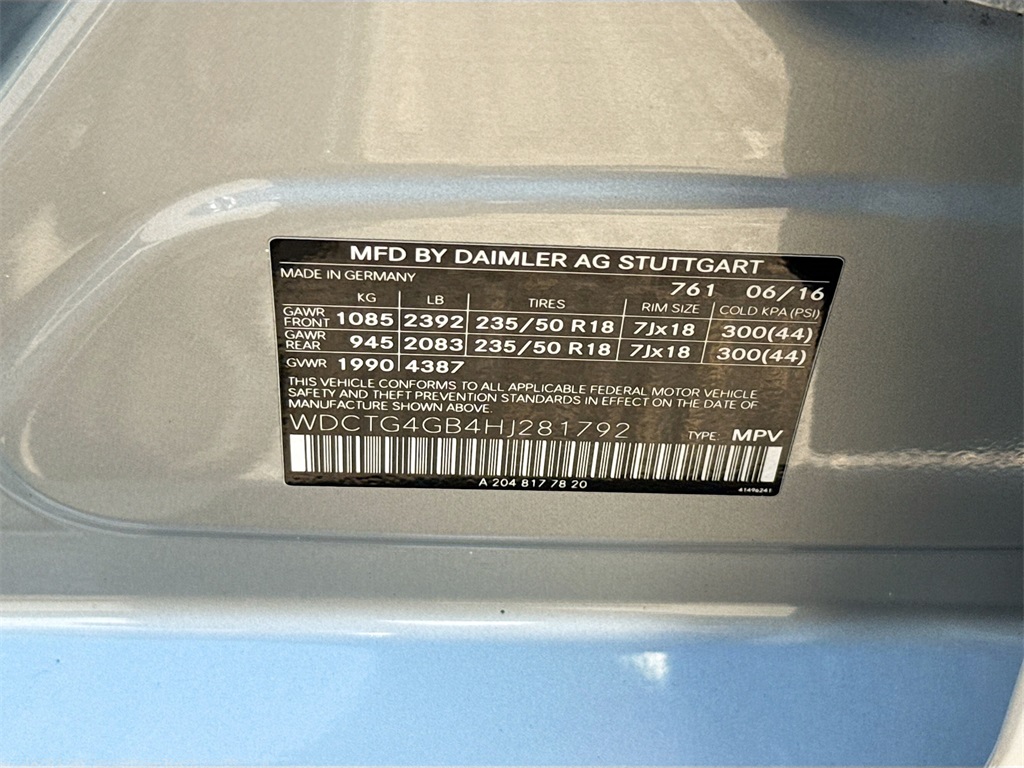 MFD BY DAIMLER AG STUTTGART
MADE IN GERMANY 761 06/16
KG LB TIRES RIM SIZE COLD KPA(PSI)
GAWR FRONT 1085 2392 235/50 R18 7Jx18 300(44)
GAWR REAR 945 2083 235/50 R18 7Jx18 300(44)
GVWR 1990 4387
THIS VEHICLE CONFORMS TO ALL APPLICABLE FEDERAL MOTOR VEHICLE
SAFETY AND THEFT PREVENTION STANDARDS IN EFFECT ON THE DATE OF
MANUFACTURE SHOWN ABOVE.
WDCTG4GB4HJ281792 TYPE: MPV
A 204 817 78 20 41496241